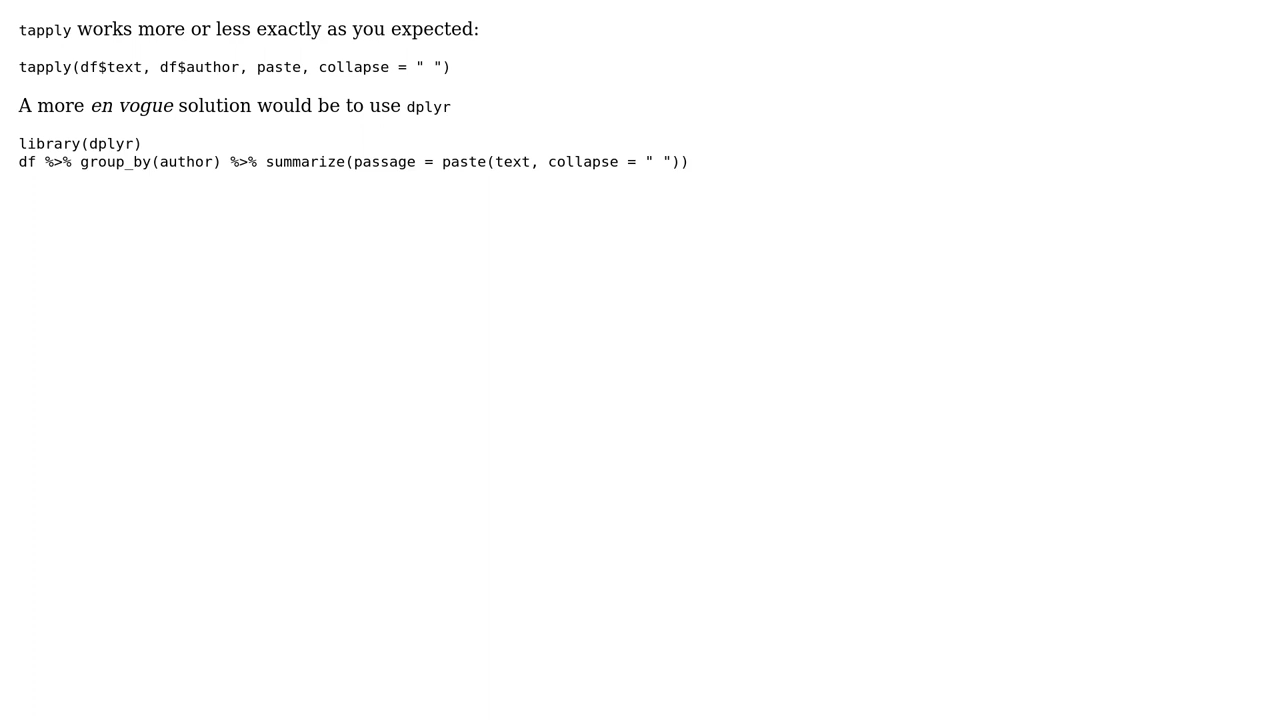 tapply works more or less exactly as you expected:
tapply(df$text, df$author, paste, collapse = " ")
A more en vogue solution would be to use dplyr
library(dplyr)
df %>% group_by(author) %>% summarize(passage = paste(text, collapse = " "))